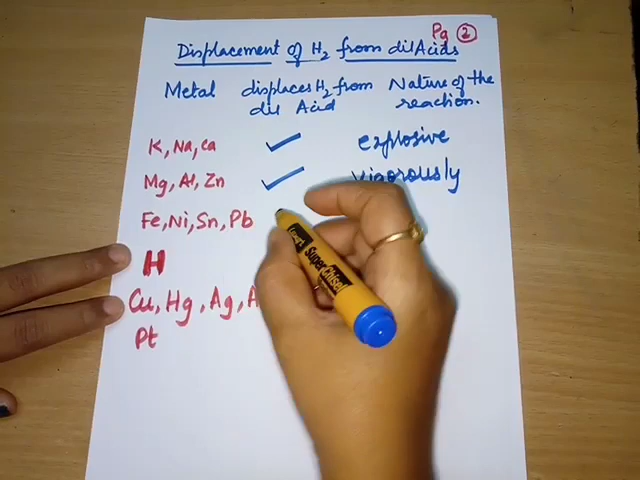 Pg 2
Displacement of H2 from dil Acids
Metal displaces H2 from dil Acid Nature of the reaction.
K, Na, Ca ✓ explosive
Mg, Al, Zn ✓ vigorously
Fe, Ni, Sn, Pb
H
Cu, Hg, Ag, A
Pt
SuperChisel